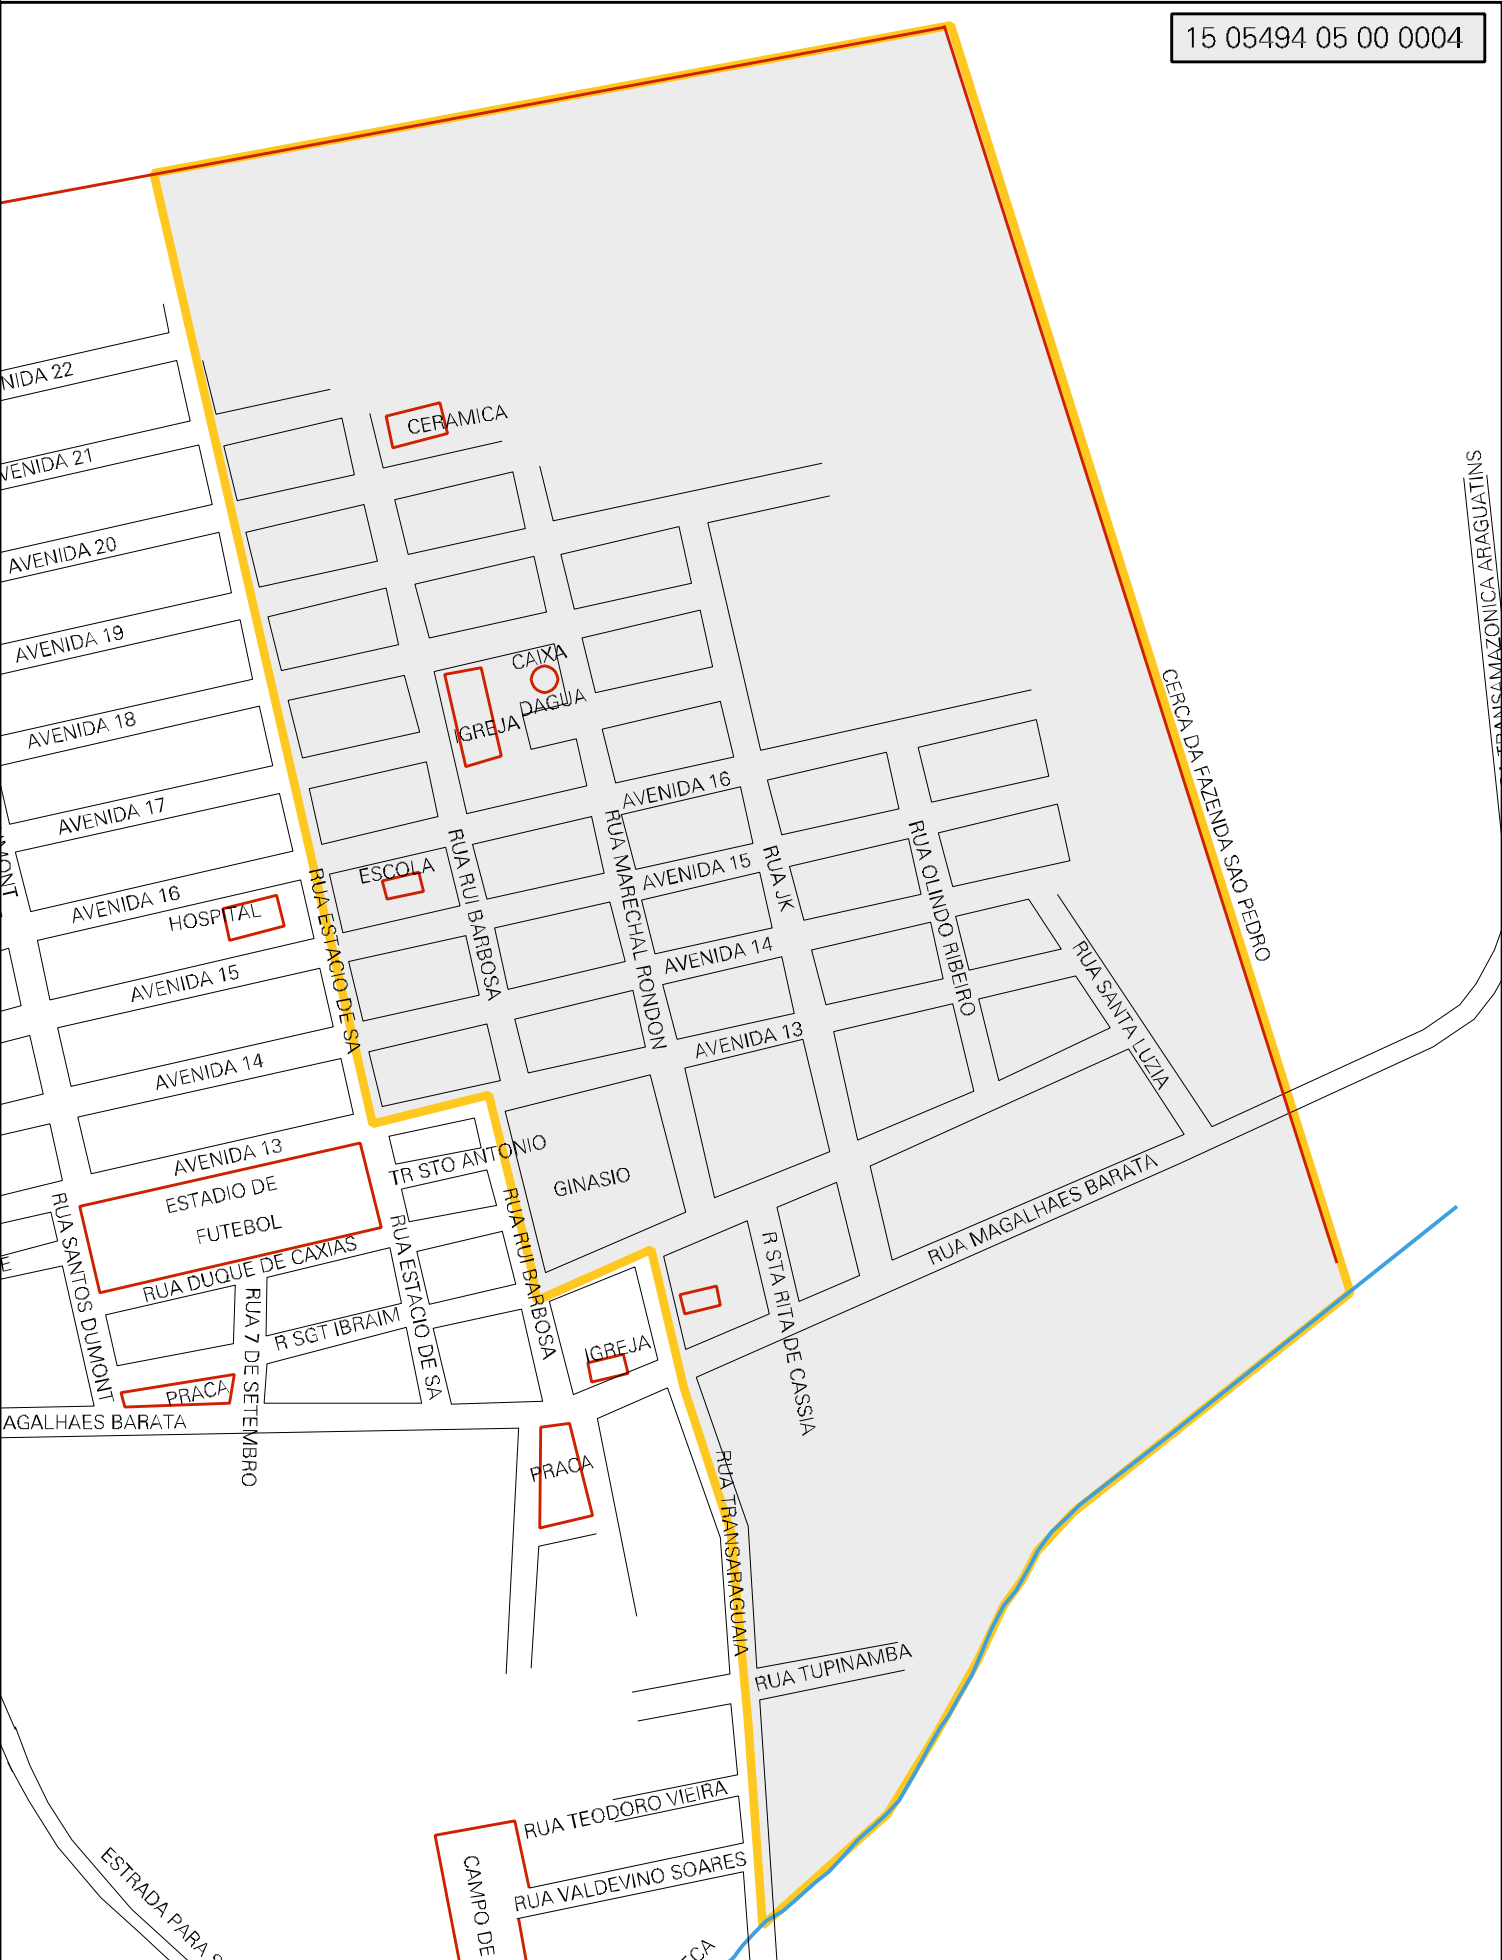 15 05494 05 00 0004
NIDA 22
CERAMICA
VENIDA 21
AVENIDA 20
AVENIDA 19
CAIXA
DAGUA
IGREJA
AVENIDA 18
AVENIDA 17
AVENIDA 16
AVENIDA 16
HOSPITAL
ESCOLA
AVENIDA 15
AVENIDA 15
AVENIDA 14
AVENIDA 14
AVENIDA 13
AVENIDA 13
RUA ESTACIO DE SA
RUA RUI BARBOSA
RUA MARECHAL RONDON
RUA JK
RUA OLINDO RIBEIRO
RUA SANTA LUZIA
CERCA DA FAZENDA SAO PEDRO
TRANSAMAZONICA ARAGUATINS
TR STO ANTONIO
GINASIO
ESTADIO DE
FUTEBOL
RUA DUQUE DE CAXIAS
RUA SANTOS DUMONT
RUA 7 DE SETEMBRO
R SGT IBRAIM
RUA ESTACIO DE SA
RUA RUI BARBOSA
R STA RITA DE CASSIA
RUA MAGALHAES BARATA
IGREJA
PRACA
AGALHAES BARATA
PRACA
RUA TRANSARAGUAIA
RUA TUPINAMBA
RUA TEODORO VIEIRA
RUA VALDEVINO SOARES
CAMPO DE
ESTRADA PARA S
ECA